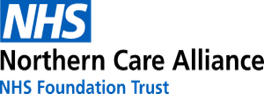 NHS
Northern Care Alliance
NHS Foundation Trust